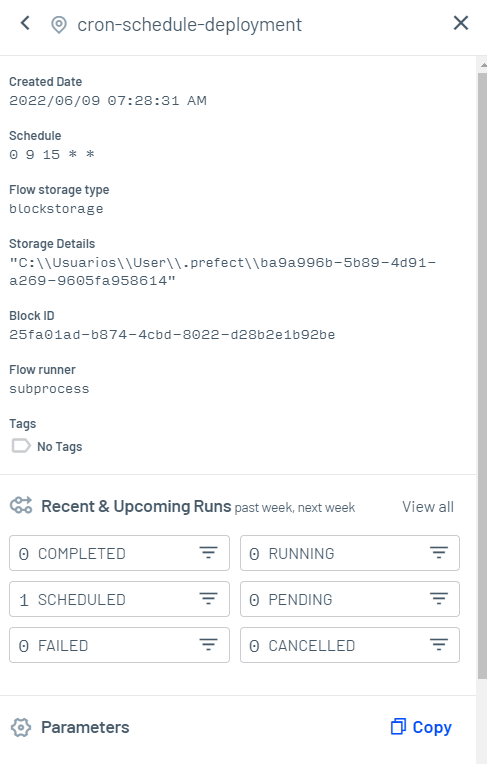 cron-schedule-deployment
Created Date
2022/06/09 07:28:31 AM
Schedule
0 9 15 * *
Flow storage type
blockstorage
Storage Details
"C:\\Usuarios\\User\\.prefect\\ba9a996b-5b89-4d91-
a269-9605fa958614"
Block ID
25fa01ad-b874-4cbd-8022-d28b2e1b92be
Flow runner
subprocess
Tags
No Tags
Recent & Upcoming Runs past week, next week View all
0 COMPLETED 0 RUNNING
1 SCHEDULED 0 PENDING
0 FAILED 0 CANCELLED
Parameters Copy